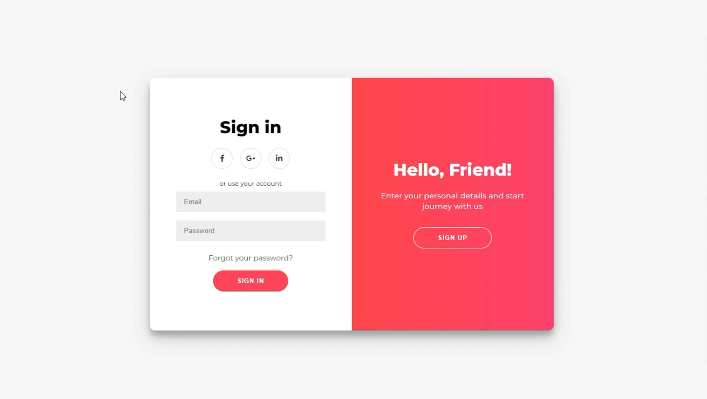 Sign in
f G+ in
or use your account
Email
Password
Forgot your password?
SIGN IN
Hello, Friend!
Enter your personal details and start
journey with us
SIGN UP